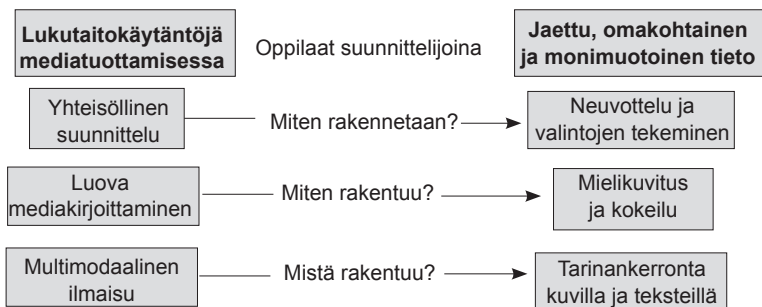 Lukutaitokäytäntöjä
mediatuottamisessa
Oppilaat suunnittelijoina
Jaettu, omakohtainen
ja monimuotoinen tieto
Yhteisöllinen
suunnittelu
Miten rakennetaan?
Neuvottelu ja
valintojen tekeminen
Luova
mediakirjoittaminen
Miten rakentuu?
Mielikuvitus
ja kokeilu
Multimodaalinen
ilmaisu
Mistä rakentuu?
Tarinankerronta
kuvilla ja teksteillä